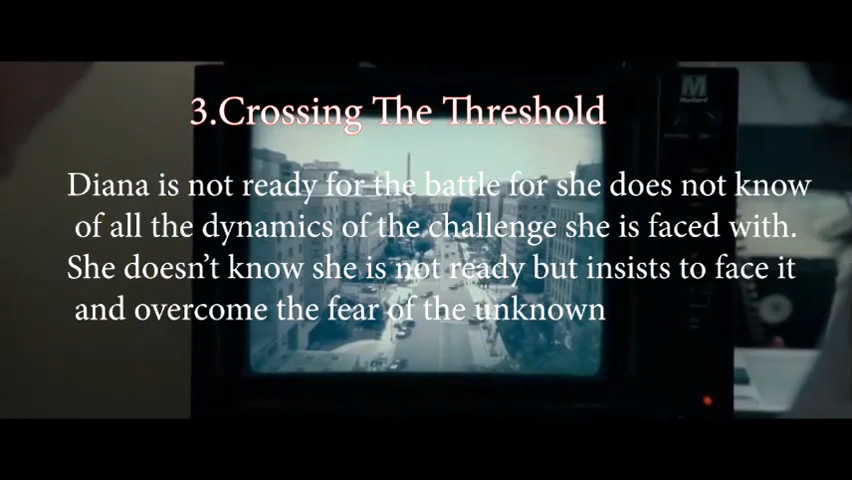 3.Crossing The Threshold
Diana is not ready for the battle for she does not know
of all the dynamics of the challenge she is faced with.
She doesn't know she is not ready but insists to face it
and overcome the fear of the unknown
M